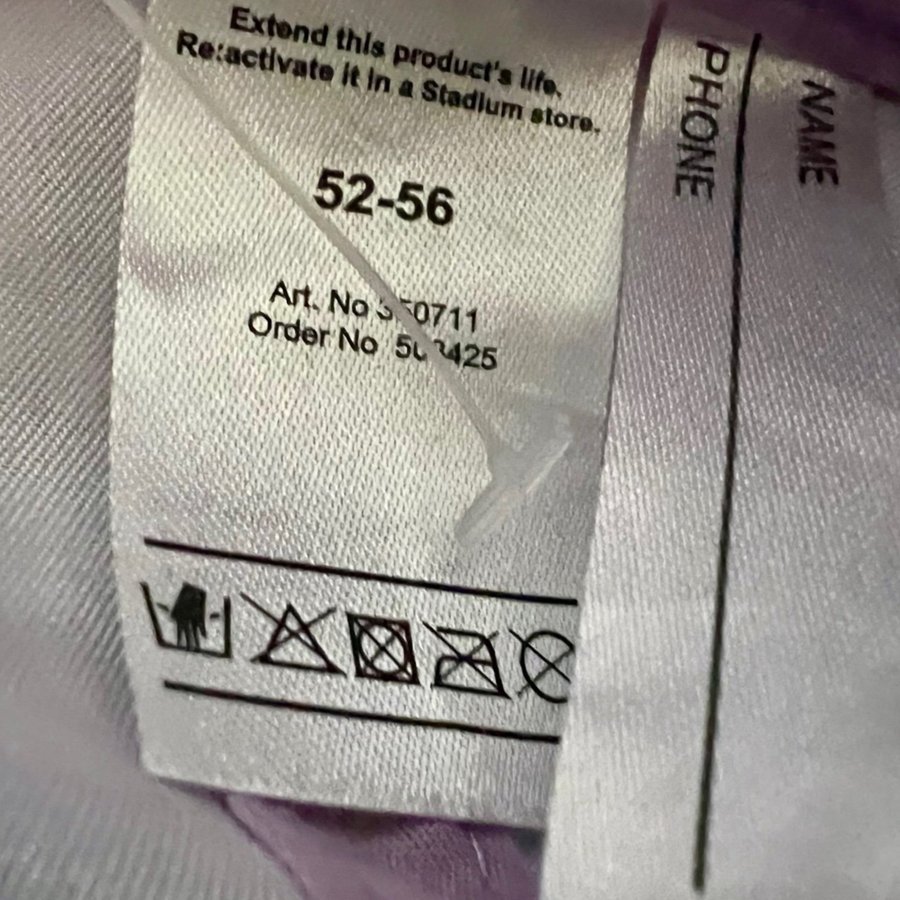 Extend this product's life.
Re:activate it in a Stadium store.
52-56
Art. No
Order No
PHONE
NAME